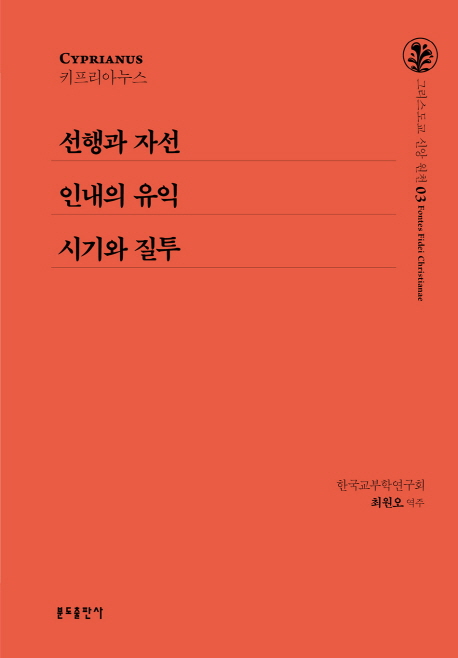 CYPRIANUS
키프리아누스
선행과 자선
인내의 유익
시기와 질투
그리스도교 신앙 원천 03 Fontes Fidei Christianae
한국교부학연구회
최원오 역주
분도출판사